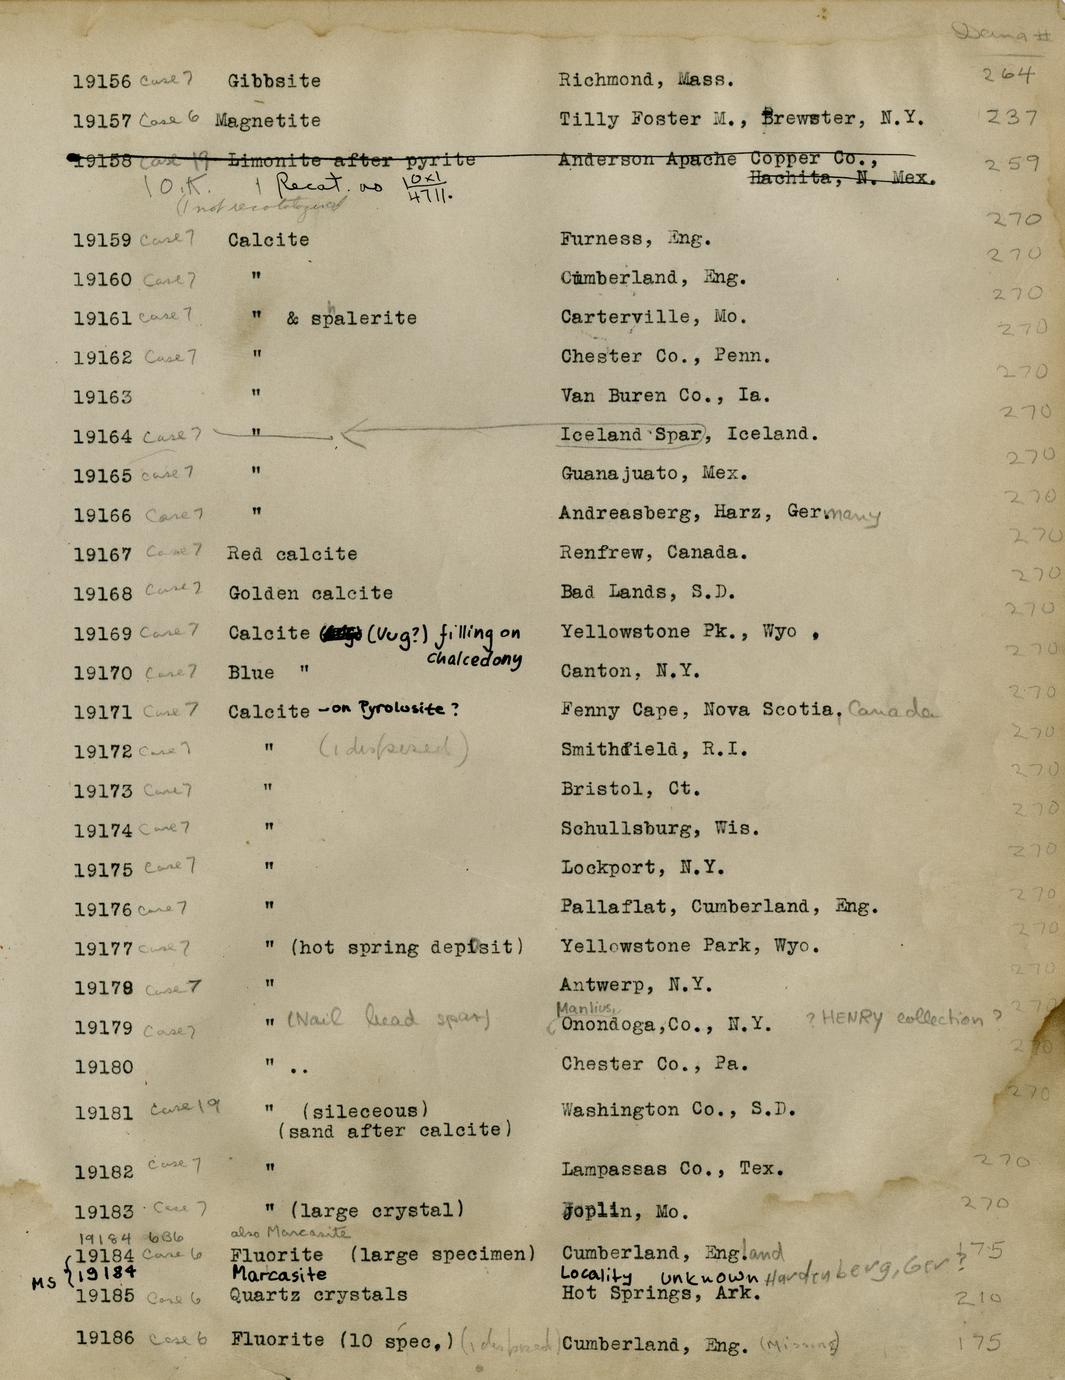 Dana #
19156 Case 7 Gibbsite Richmond, Mass. 264
19157 Case 6 Magnetite Tilly Foster M., Brewster, N.Y. 237
19158 Case 19 Limonite after pyrite Anderson Apache Copper Co., 259
Hachita, N. Mex.
1 O.K. 1 Recat. as 10x1
4711.
(1 not recatalogued)
270
19159 Case 7 Calcite Furness, Eng.
270
19160 Case 7 " Cumberland, Eng.
270
19161 Case 7 " & sphalerite Carterville, Mo.
270
19162 Case 7 " Chester Co., Penn.
270
19163 " Van Buren Co., Ia.
270
19164 Case 7 " Iceland Spar, Iceland.
270
19165 Case 7 " Guanajuato, Mex.
270
19166 Case 7 " Andreasberg, Harz, Germany
270
19167 Case 7 Red calcite Renfrew, Canada.
270
19168 Case 7 Golden calcite Bad Lands, S.D.
270
19169 Case 7 Calcite (Vug?) filling on Yellowstone Pk., Wyo .
chalcedony
270
19170 Case 7 Blue " Canton, N.Y.
270
19171 Case 7 Calcite - on Pyrolusite? Fenny Cape, Nova Scotia, Canada
270
19172 Case 7 " (1 disposed) Smithfield, R.I.
270
19173 Case 7 " Bristol, Ct.
270
19174 Case 7 " Schullsburg, Wis.
270
19175 Case 7 " Lockport, N.Y.
270
19176 Case 7 " Pallaflat, Cumberland, Eng.
270
19177 Case 7 " (hot spring deposit) Yellowstone Park, Wyo.
270
19178 Case 7 " Antwerp, N.Y.
270
Manlius,
19179 Case 7 " (Nail head spar) Onondoga,Co., N.Y. ? HENRY collection ?
270
19180 " .. Chester Co., Pa.
270
19181 Case 19 " (sileceous) Washington Co., S.D.
(sand after calcite)
19182 Case 7 " Lampassas Co., Tex. 270
19183 Case 7 " (large crystal) Joplin, Mo. 270
19184 6B6 also Marcasite
19184 Case 6 Fluorite (large specimen) Cumberland, England 175
MS { 19184 Marcasite Locality unknown Hardenberg, Ger ?
19185 Case 6 Quartz crystals Hot Springs, Ark. 210
19186 Case 6 Fluorite (10 spec.) (1 disposed) Cumberland, Eng. (Missing) 175